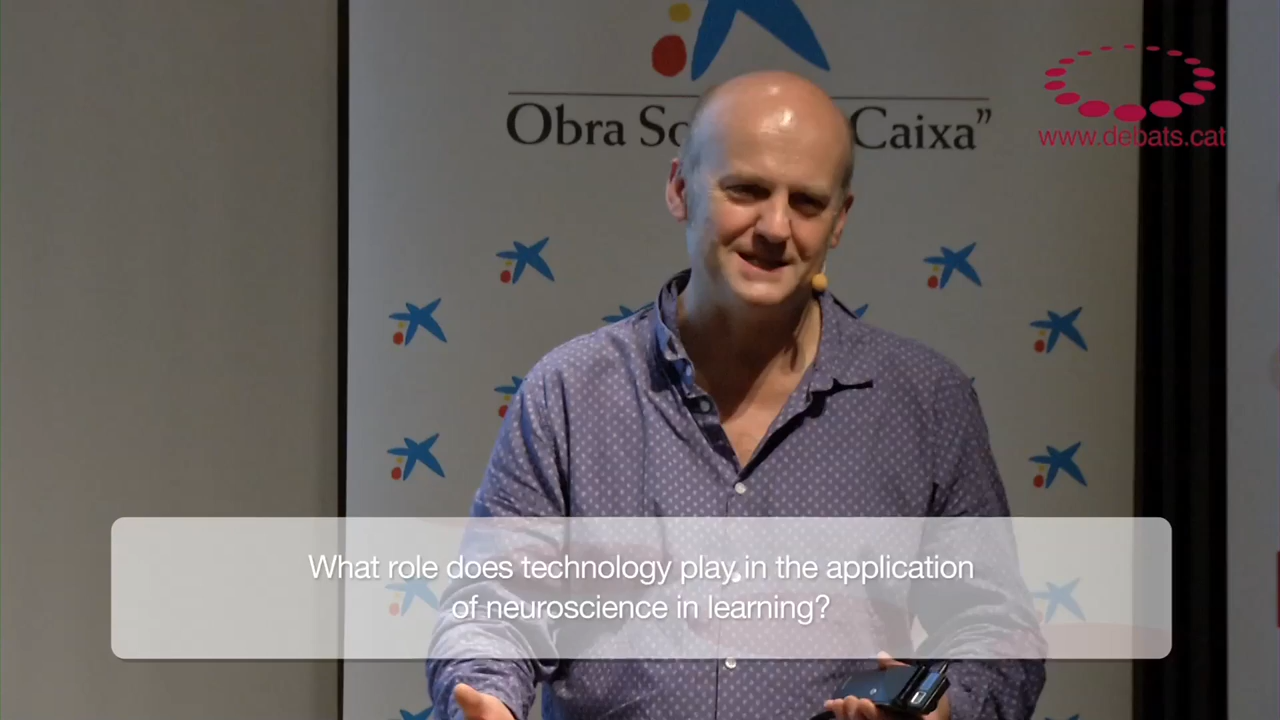 Obra So Caixa”
www.debats.cat
What role does technology play in the application
of neuroscience in learning?